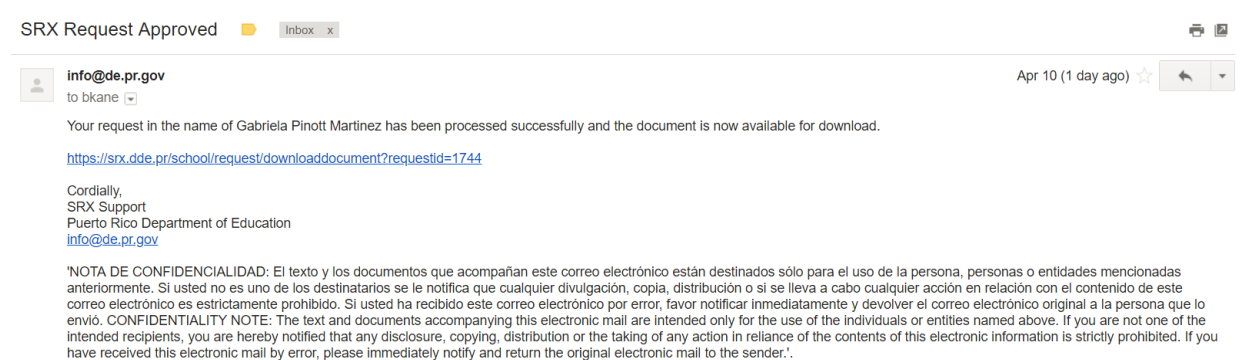 SRX Request Approved
Inbox x
info@de.pr.gov
Apr 10 (1 day ago)
to bkane
Your request in the name of Gabriela Pinott Martinez has been processed successfully and the document is now available for download.
https://srx.dde.pr/school/request/downloaddocument?requestid=1744
Cordially,
SRX Support
Puerto Rico Department of Education
info@de.pr.gov
'NOTA DE CONFIDENCIALIDAD: El texto y los documentos que acompañan este correo electrónico están destinados sólo para el uso de la persona, personas o entidades mencionadas
anteriormente. Si usted no es uno de los destinatarios se le notifica que cualquier divulgación, copia, distribución o si se lleva a cabo cualquier acción en relación con el contenido de este
correo electrónico es estrictamente prohibido. Si usted ha recibido este correo electrónico por error, favor notificar inmediatamente y devolver el correo electrónico original a la persona que lo
envió. CONFIDENTIALITY NOTE: The text and documents accompanying this electronic mail are intended only for the use of the individuals or entities named above. If you are not one of the
intended recipients, you are hereby notified that any disclosure, copying, distribution or the taking of any action in reliance of the contents of this electronic information is strictly prohibited. If you
have received this electronic mail by error, please immediately notify and return the original electronic mail to the sender.'.